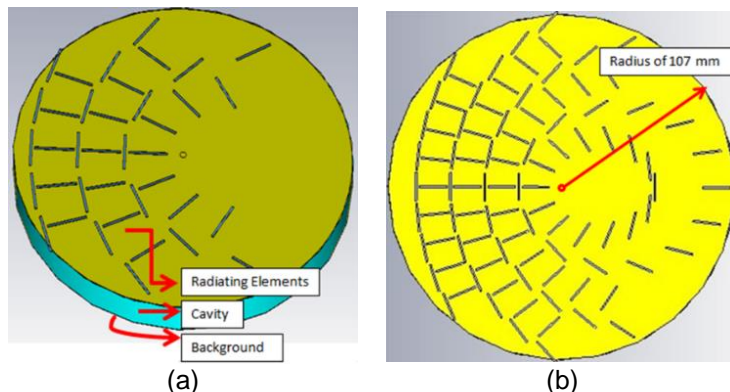 Radius of 107 mm
Radiating Elements
Cavity
Background
(a)
(b)